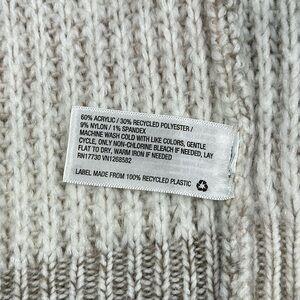 60% ACRYLIC / 30% RECYCLED POLYESTER /
9% NYLON / 1% SPANDEX
MACHINE WASH COLD WITH LIKE COLORS, GENTLE
CYCLE, ONLY NON-CHLORINE BLEACH IF NEEDED, LAY
FLAT TO DRY, WARM IRON IF NEEDED
RN17730 VN1268582
LABEL MADE FROM 100% RECYCLED PLASTIC